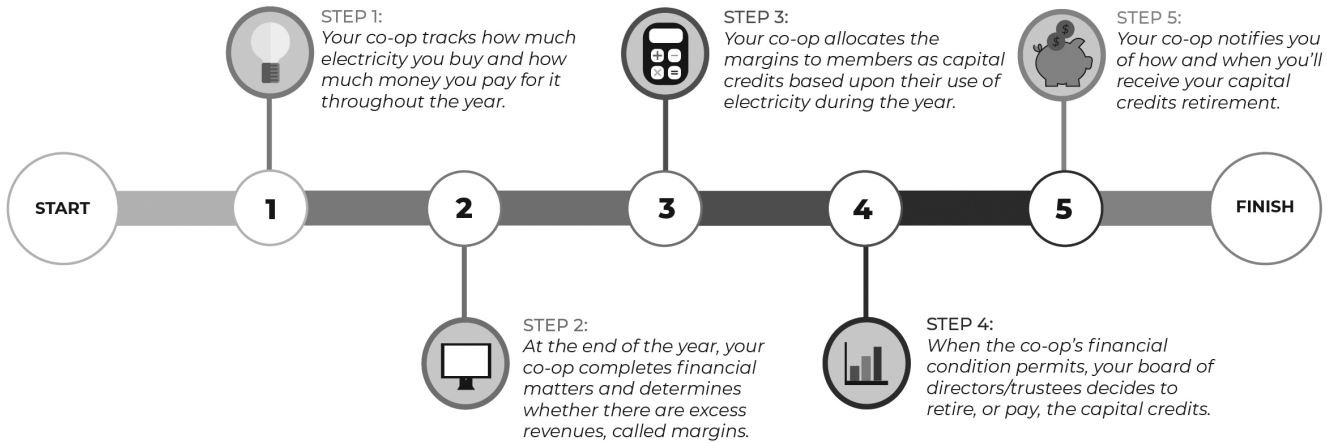 START
1
STEP 1:
Your co-op tracks how much
electricity you buy and how
much money you pay for it
throughout the year.
2
STEP 2:
At the end of the year, your
co-op completes financial
matters and determines
whether there are excess
revenues, called margins.
3
STEP 3:
Your co-op allocates the
margins to members as capital
credits based upon their use of
electricity during the year.
4
STEP 4:
When the co-op’s financial
condition permits, your board of
directors/trustees decides to
retire, or pay, the capital credits.
5
STEP 5:
Your co-op notifies you
of how and when you’ll
receive your capital
credits retirement.
FINISH